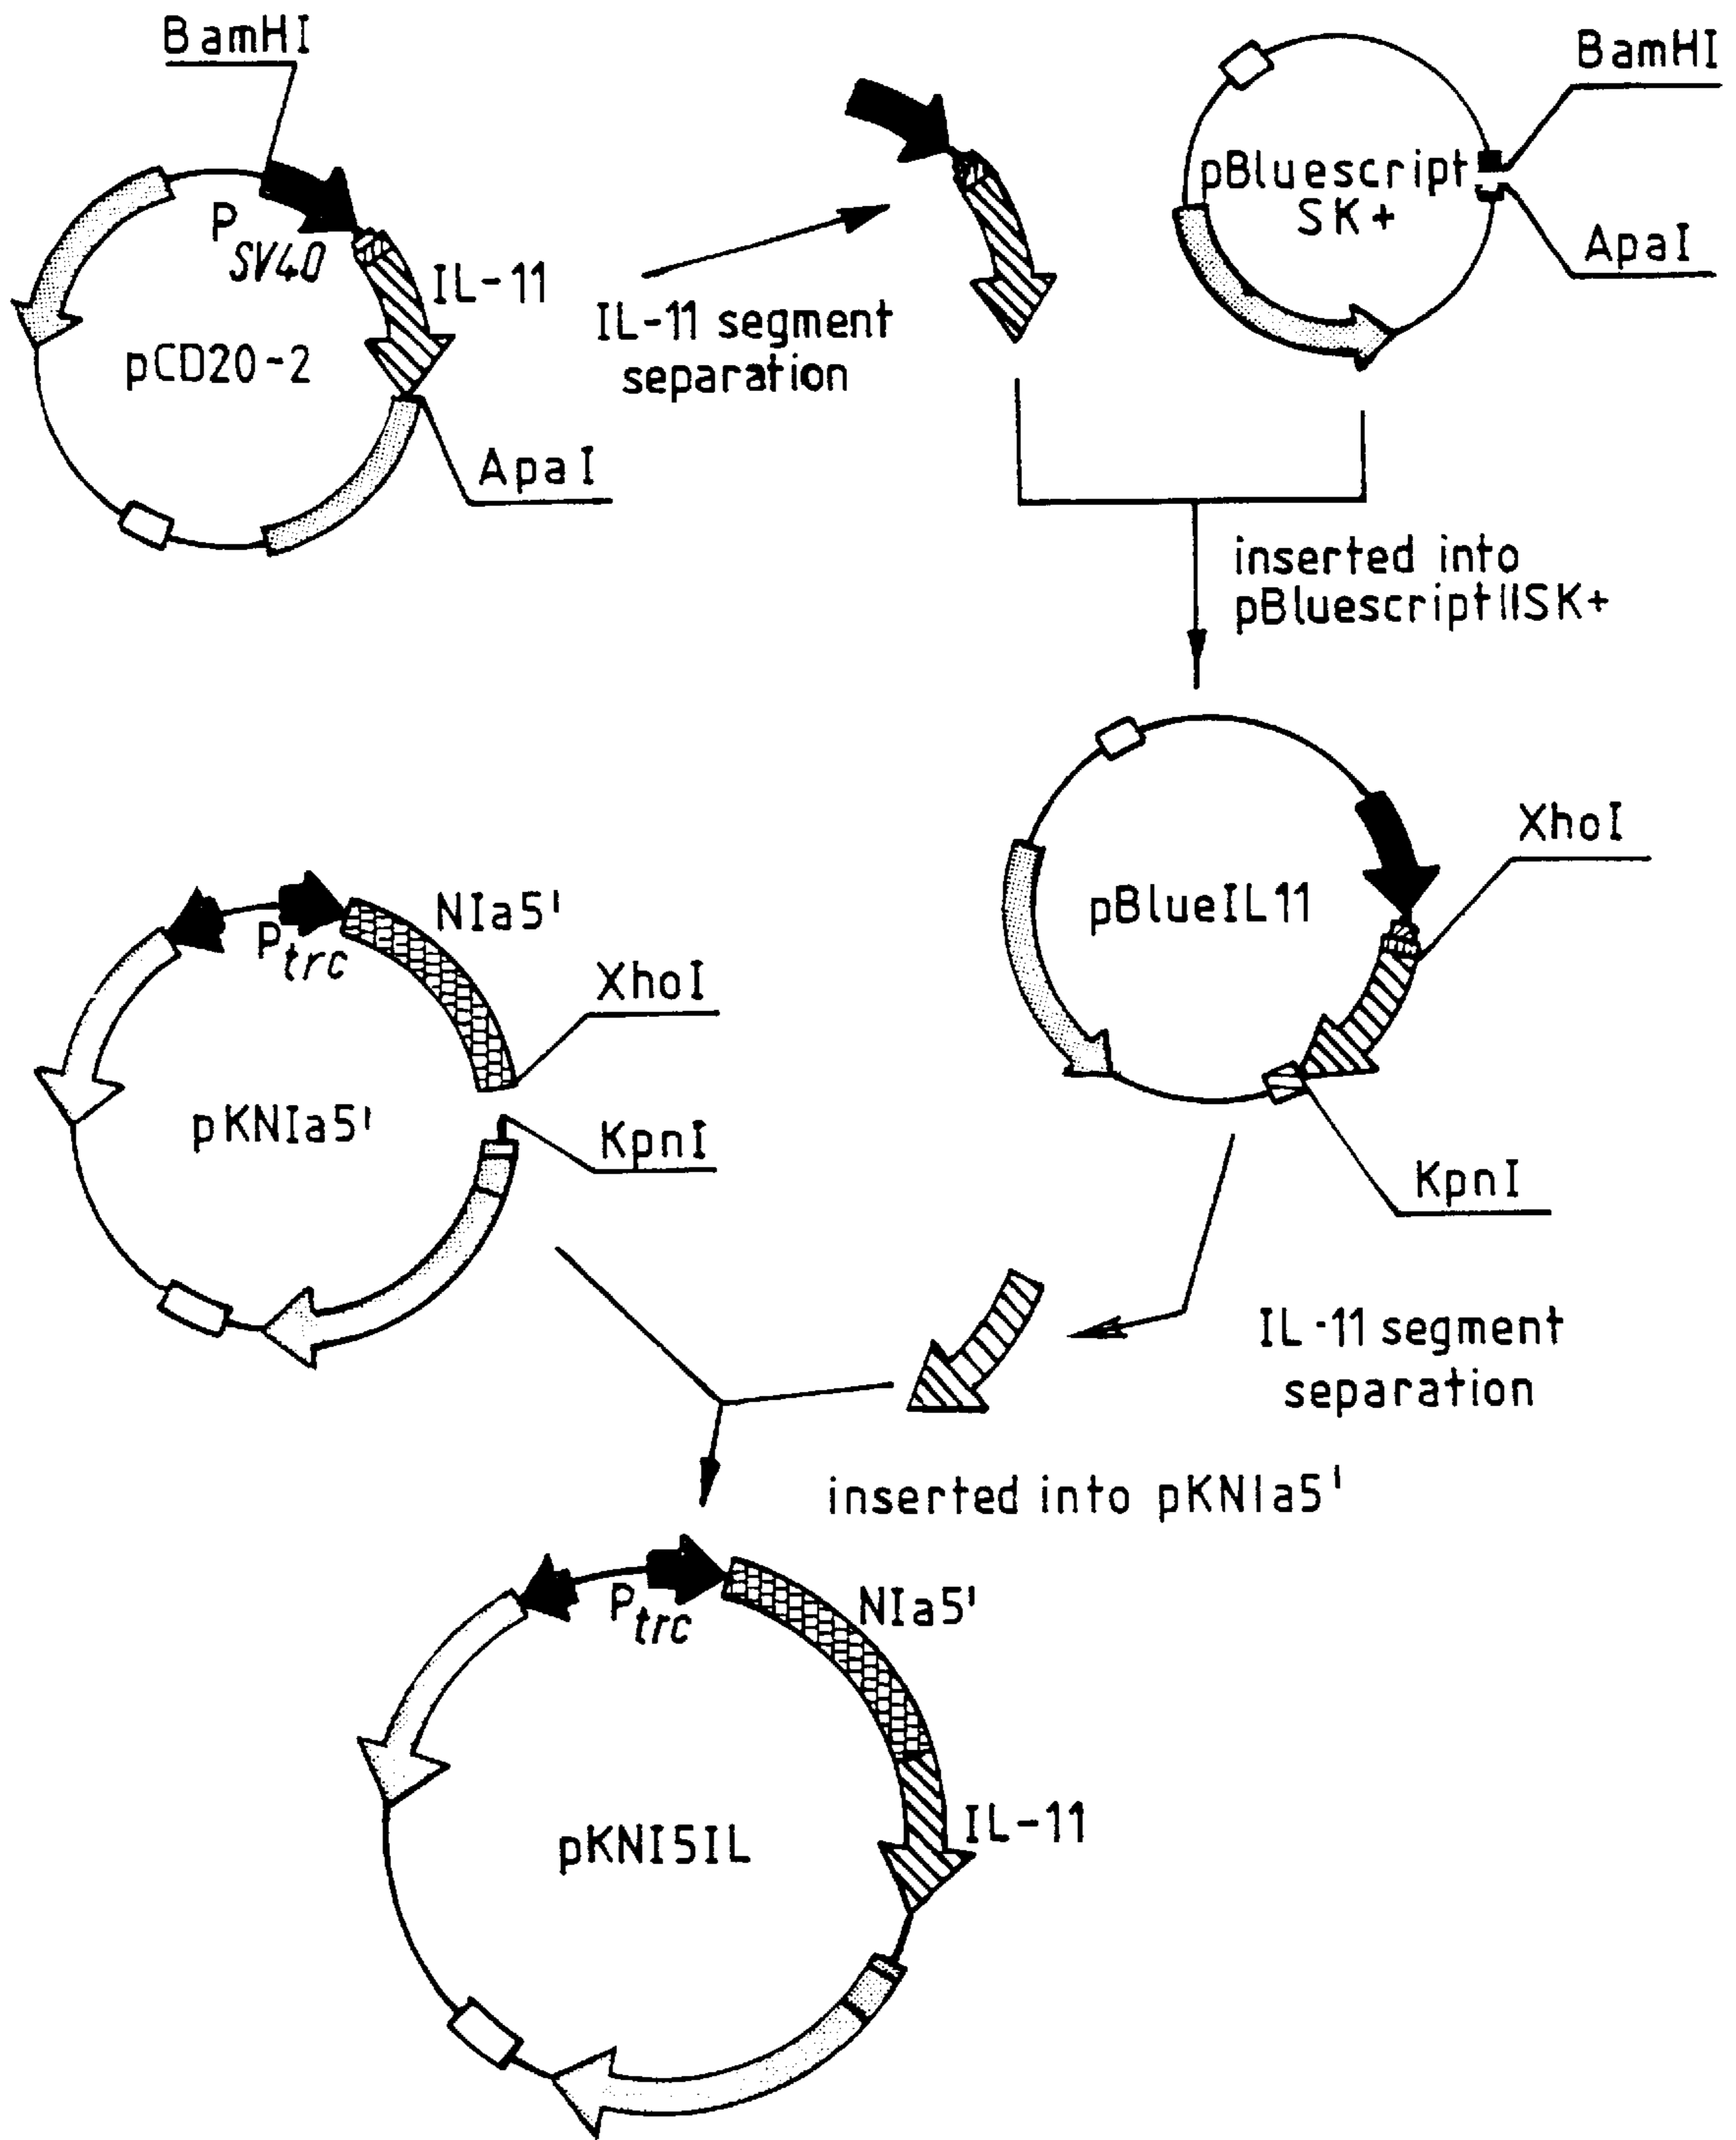 BamHI
P SV40
IL-11
pCD20-2
ApaI
IL-11 segment
separation
BamHI
pBluescript
SK+
ApaI
inserted into
pBluescriptIISK+
XhoI
pBlueIL11
KpnI
NIa5'
Ptrc
XhoI
pKNIa5'
KpnI
IL-11 segment
separation
inserted into pKNIa5'
Ptrc
NIa5'
IL-11
pKNI5IL